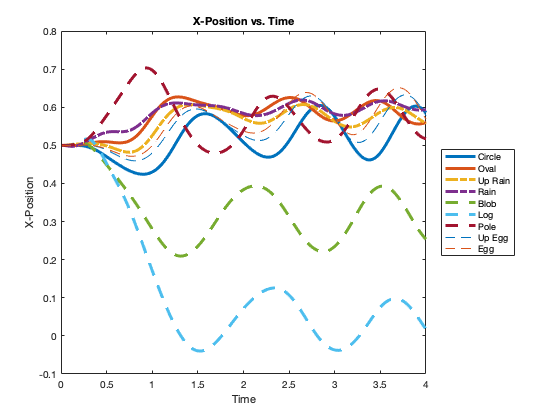 X-Position vs. Time
0.8
0.7
0.6
0.5
0.4
0.3
0.2
0.1
0
-0.1
X-Position
0
0.5
1
1.5
2
2.5
3
3.5
4
Time
Circle
Oval
Up Rain
Rain
Blob
Log
Pole
Up Egg
Egg